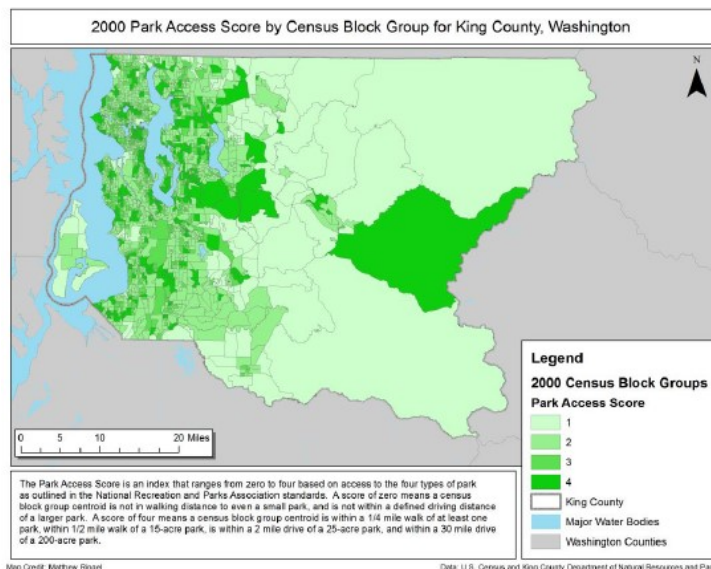 2000 Park Access Score by Census Block Group for King County, Washington
N
0 5 10 20 Miles
Legend
2000 Census Block Groups
Park Access Score
1
2
3
4
King County
Major Water Bodies
Washington Counties
The Park Access Score is an index that ranges from zero to four based on access to the four types of park
as outlined in the National Recreation and Parks Association standards. A score of zero means a census
block group centroid is not in walking distance to even a small park, and is not within a defined driving distance
of a larger park. A score of four means a census block group centroid is within a 1/4 mile walk of at least one
park, within 1/2 mile walk of a 15-acre park, is within a 2 mile drive of a 25-acre park, and within a 30 mile drive
of a 200-acre park.
Map Credit: Matthew
Data: U.S. Census and King County Department of Natural Resources and